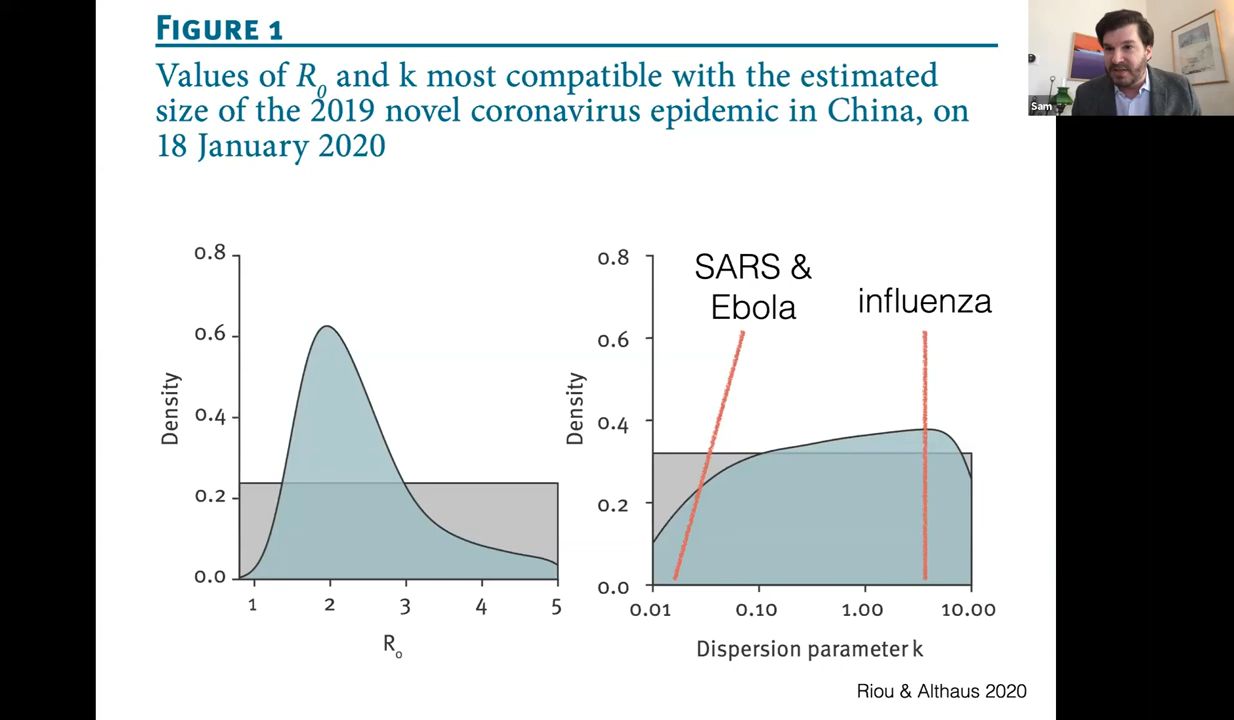 FIGURE 1
Values of R₀ and k most compatible with the estimated
size of the 2019 novel coronavirus epidemic in China, on
18 January 2020
Sam
0.8
0.6
0.4
0.2
0.0
Density
1 2 3 4 5
R₀
SARS &
Ebola
influenza
0.8
0.6
0.4
0.2
0.0
Density
0.01 0.10 1.00 10.00
Dispersion parameter k
Riou & Althaus 2020